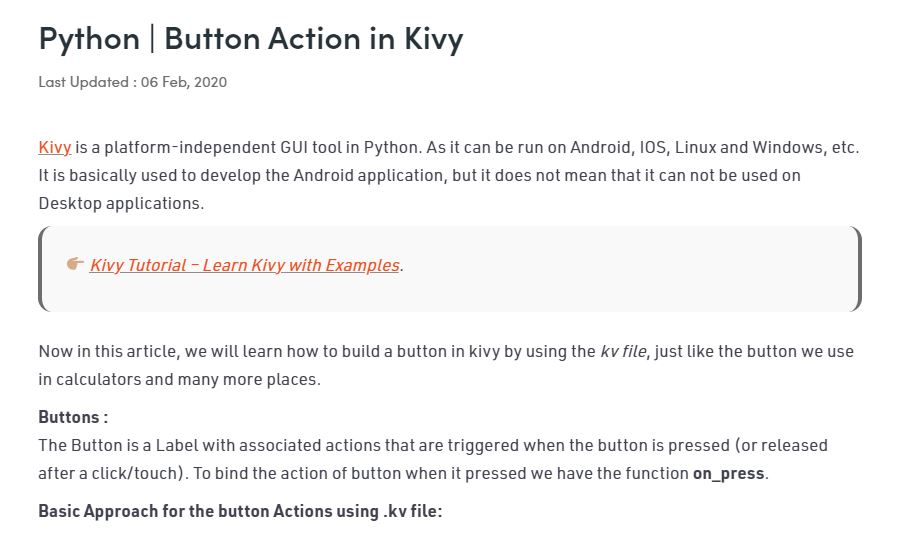 Python | Button Action in Kivy
Last Updated : 06 Feb, 2020
Kivy is a platform-independent GUI tool in Python. As it can be run on Android, IOS, Linux and Windows, etc.
It is basically used to develop the Android application, but it does not mean that it can not be used on
Desktop applications.
Kivy Tutorial – Learn Kivy with Examples.
Now in this article, we will learn how to build a button in kivy by using the kv file, just like the button we use
in calculators and many more places.
Buttons :
The Button is a Label with associated actions that are triggered when the button is pressed (or released
after a click/touch). To bind the action of button when it pressed we have the function on_press.
Basic Approach for the button Actions using .kv file: